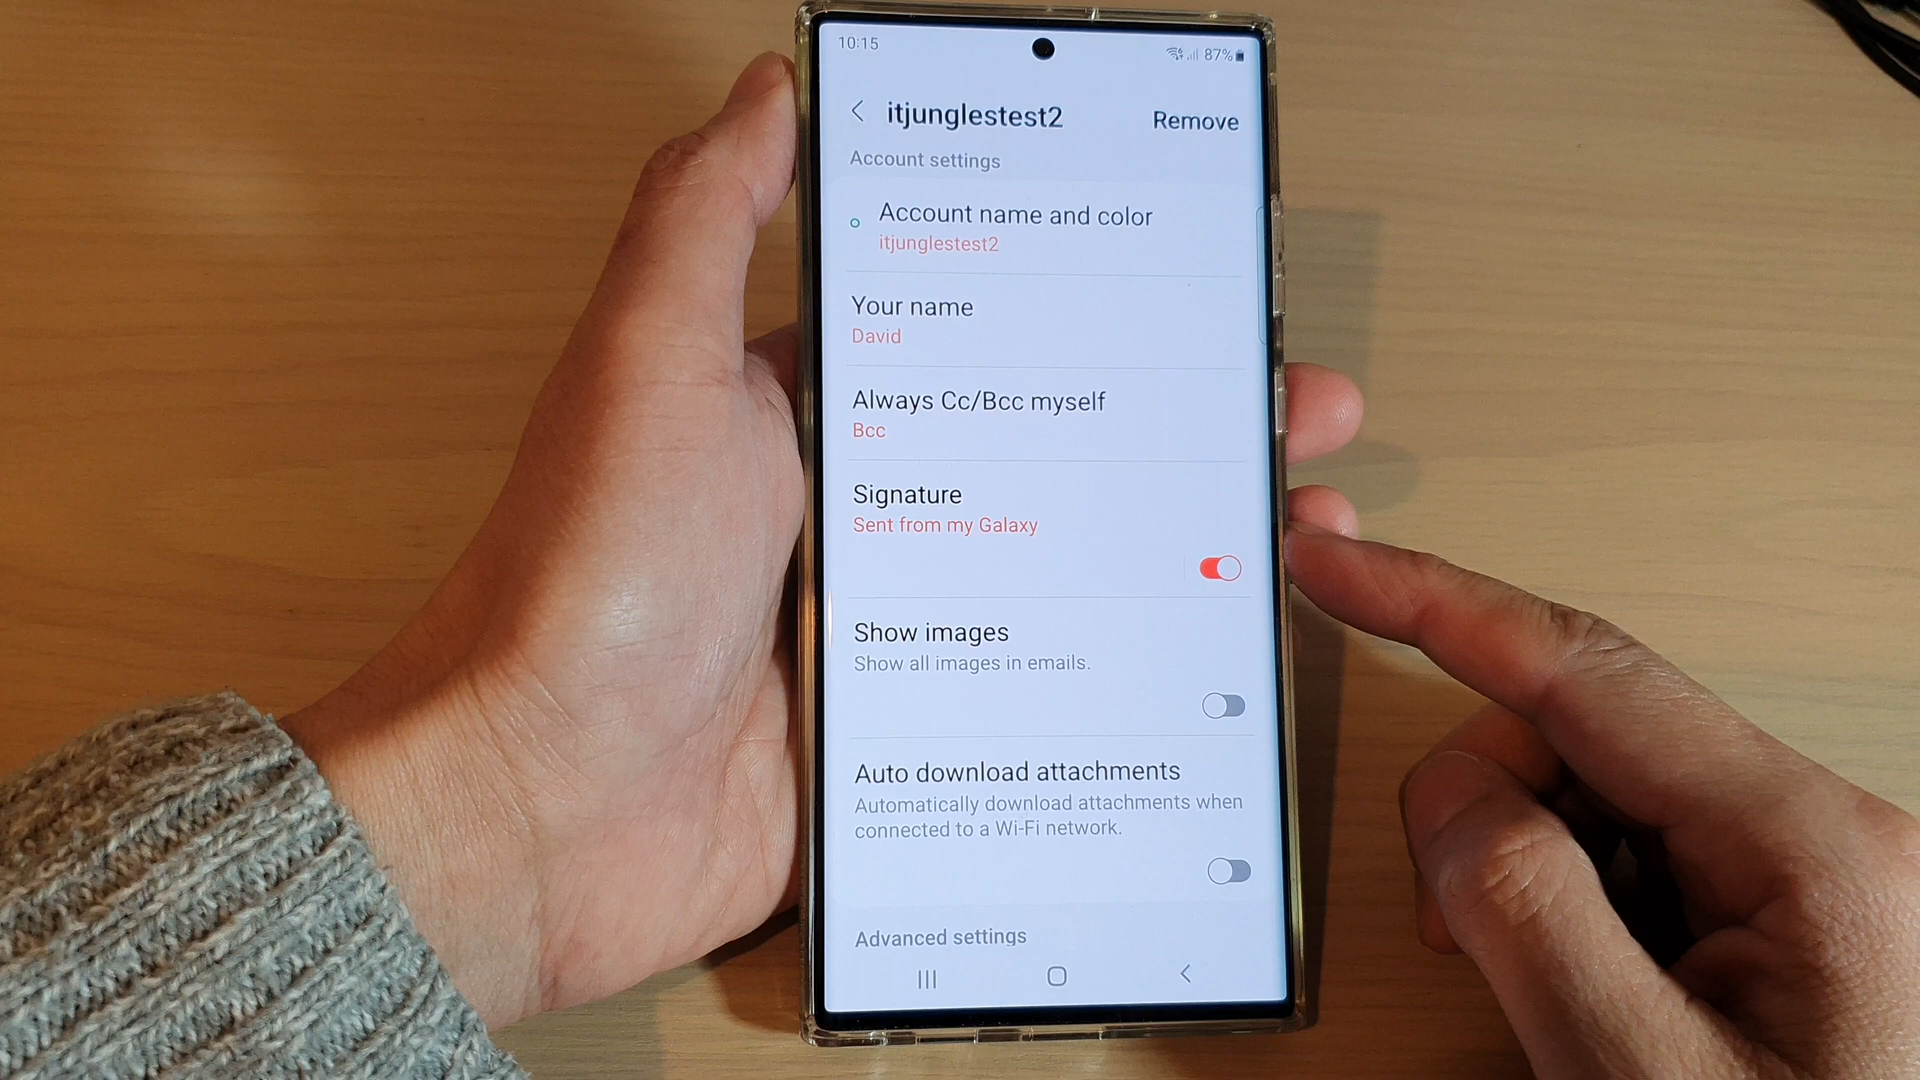 10:15
87%
itjunglestest2
Remove
Account settings
Account name and color
itjunglestest2
Your name
David
Always Cc/Bcc myself
Bcc
Signature
Sent from my Galaxy
Show images
Show all images in emails.
Auto download attachments
Automatically download attachments when
connected to a Wi-Fi network.
Advanced settings